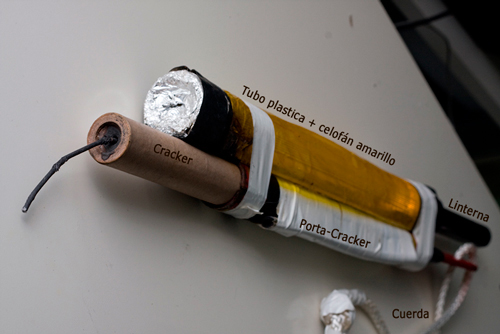 Tubo plastica + celofán amarillo
Cracker
Linterna
Porta-Cracker
Cuerda